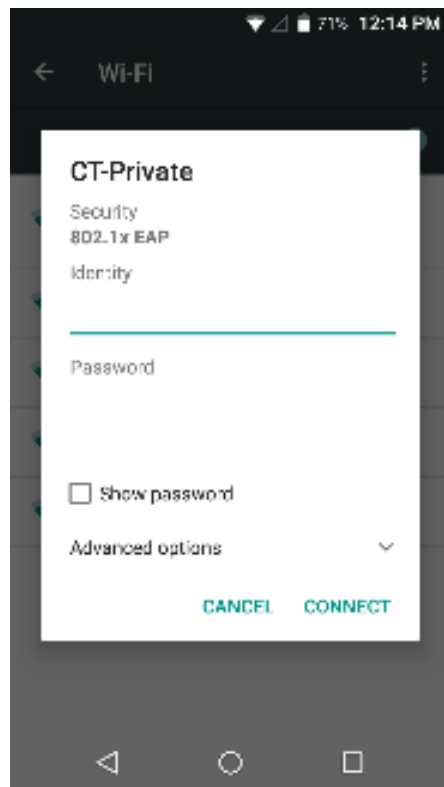 71% 12:14 PM
Wi-Fi
CT-Private
Security
802.1x EAP
Identity
Password
Show password
Advanced options
CANCEL CONNECT